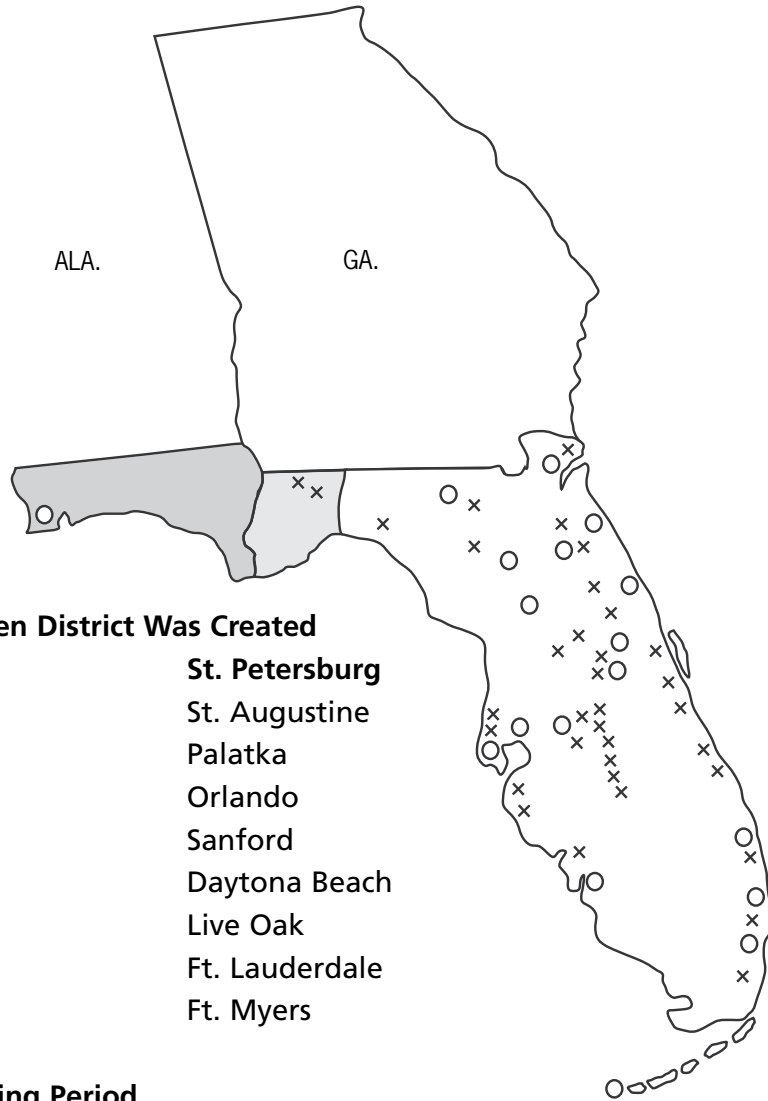 ALA.
GA.
en District Was Created
St. Petersburg
St. Augustine
Palatka
Orlando
Sanford
Daytona Beach
Live Oak
Ft. Lauderdale
Ft. Myers
ing Period